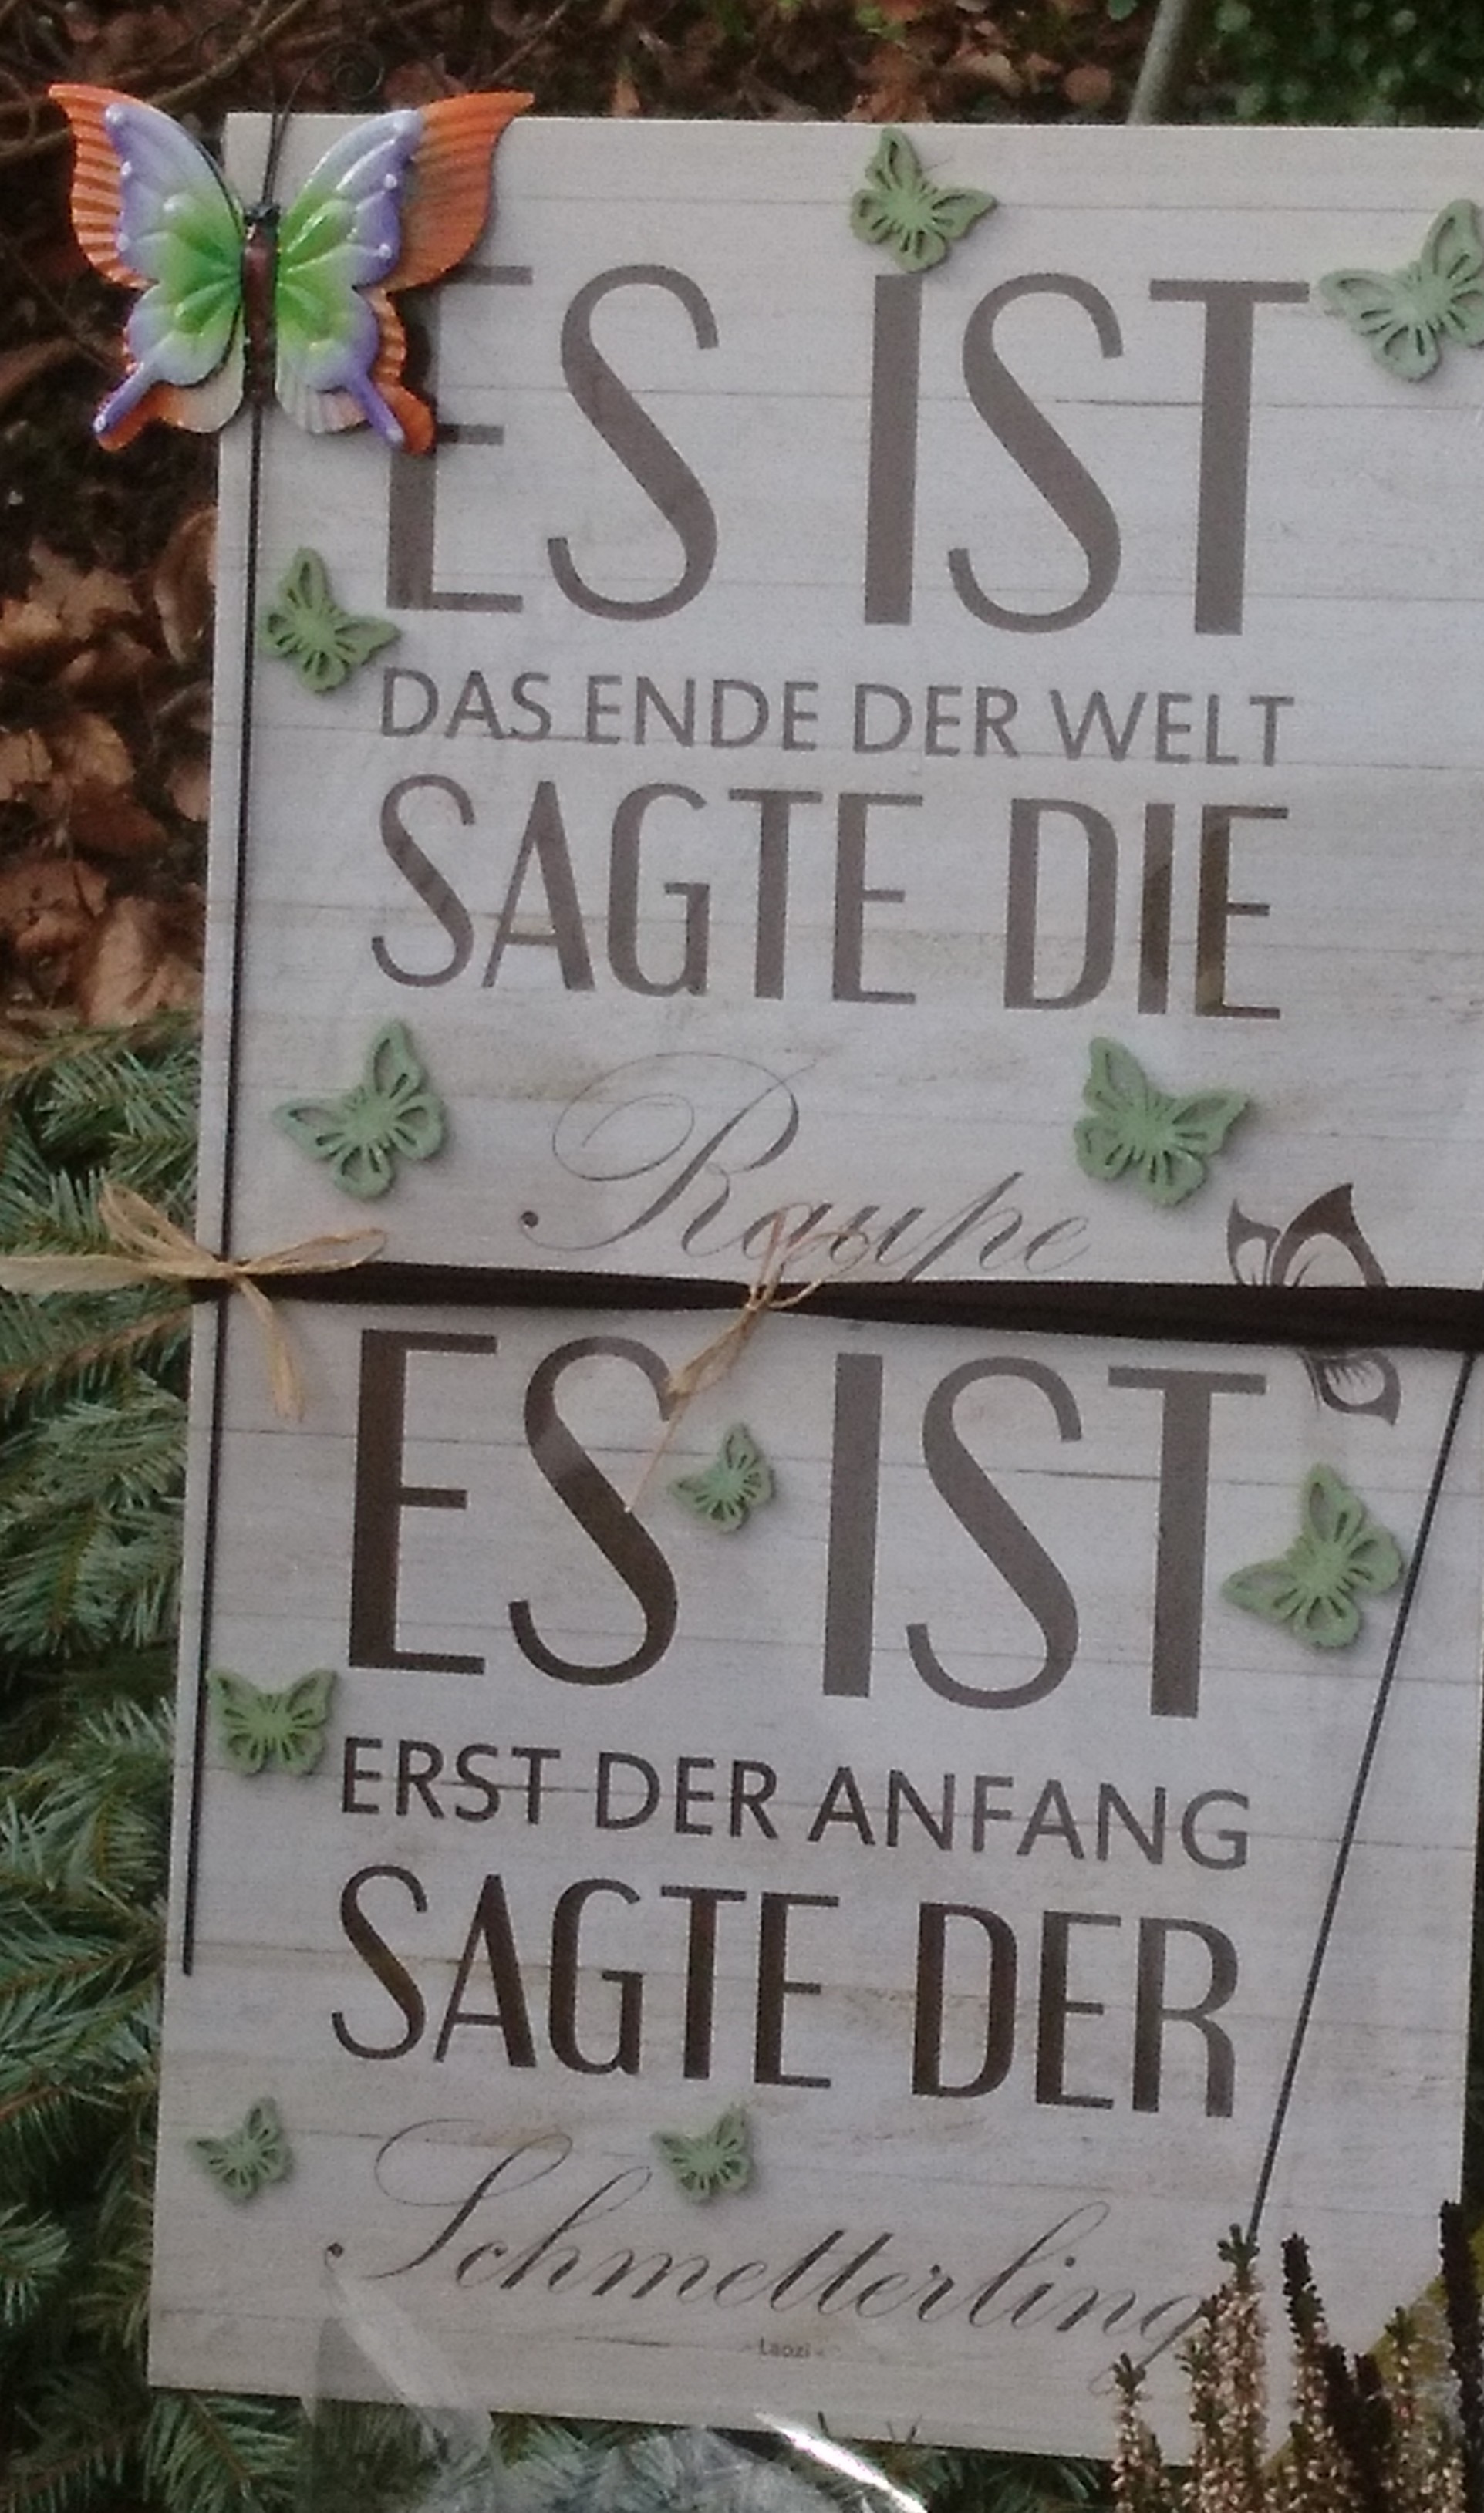 ES IST
DAS ENDE DER WELT
SAGTE DIE
Raupe
ES IST
ERST DER ANFANG
SAGTE DER
Schmetterling
- Laozi -